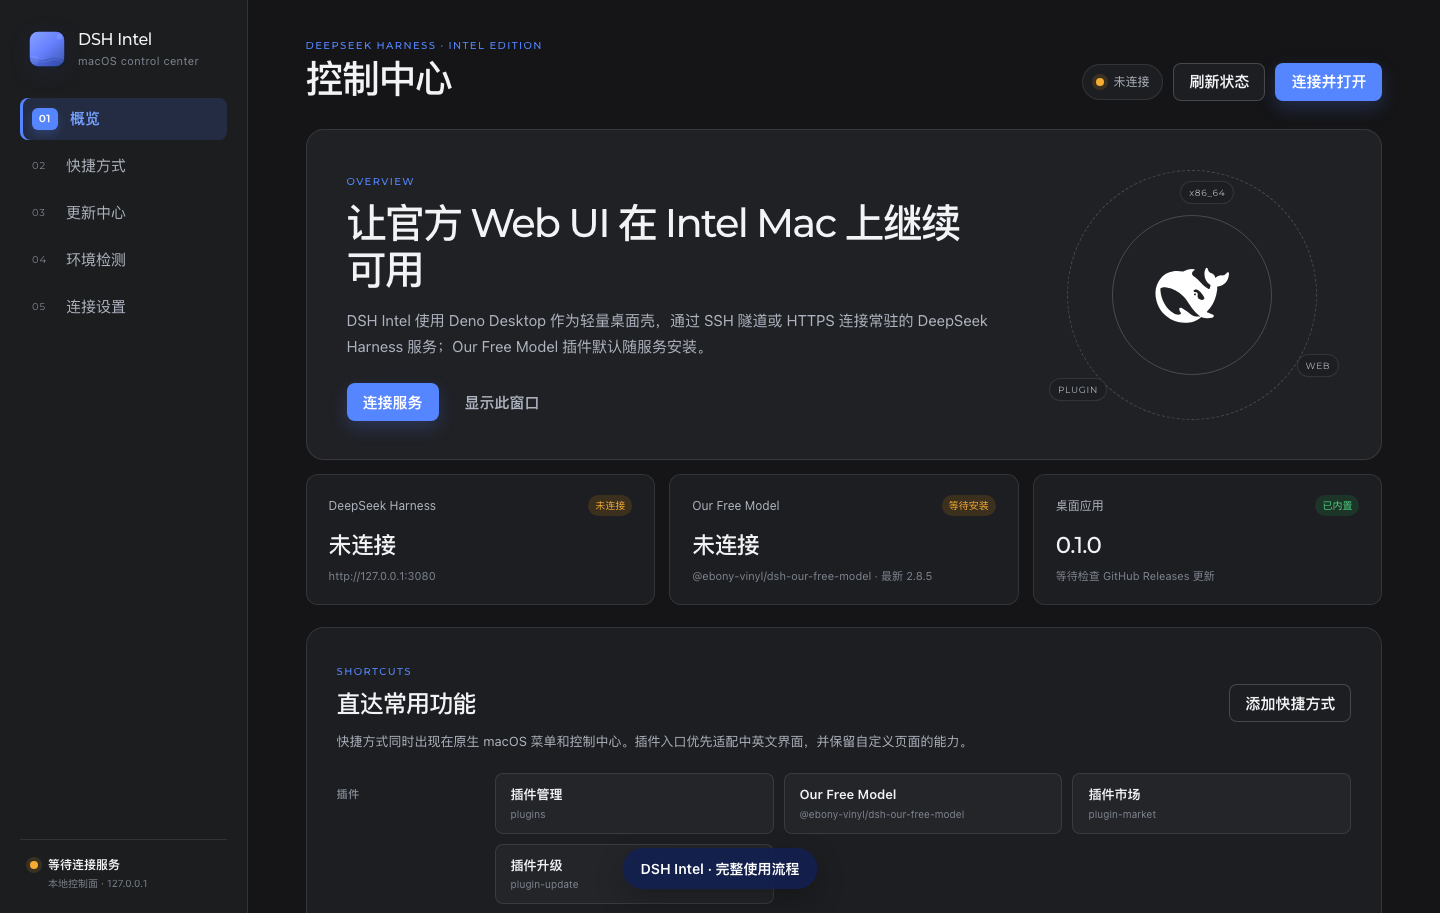 DSH Intel
macOS control center
01 概览
02 快捷方式
03 更新中心
04 环境检测
05 连接设置
等待连接服务
本地控制面 · 127.0.0.1
DEEPSEEK HARNESS · INTEL EDITION
控制中心
未连接
刷新状态
连接并打开
OVERVIEW
让官方 Web UI 在 Intel Mac 上继续
可用
DSH Intel 使用 Deno Desktop 作为轻量桌面壳，通过 SSH 隧道或 HTTPS 连接常驻的 DeepSeek
Harness 服务；Our Free Model 插件默认随服务安装。
连接服务
显示此窗口
x86_64
WEB
PLUGIN
DeepSeek Harness
未连接
未连接
http://127.0.0.1:3080
Our Free Model
等待安装
未连接
@ebony-vinyl/dsh-our-free-model · 最新 2.8.5
桌面应用
已内置
0.1.0
等待检查 GitHub Releases 更新
SHORTCUTS
直达常用功能
添加快捷方式
快捷方式同时出现在原生 macOS 菜单和控制中心。插件入口优先适配中英文界面，并保留自定义页面的能力。
插件
插件管理
plugins
Our Free Model
@ebony-vinyl/dsh-our-free-model
插件市场
plugin-market
插件升级
plugin-update
DSH Intel · 完整使用流程